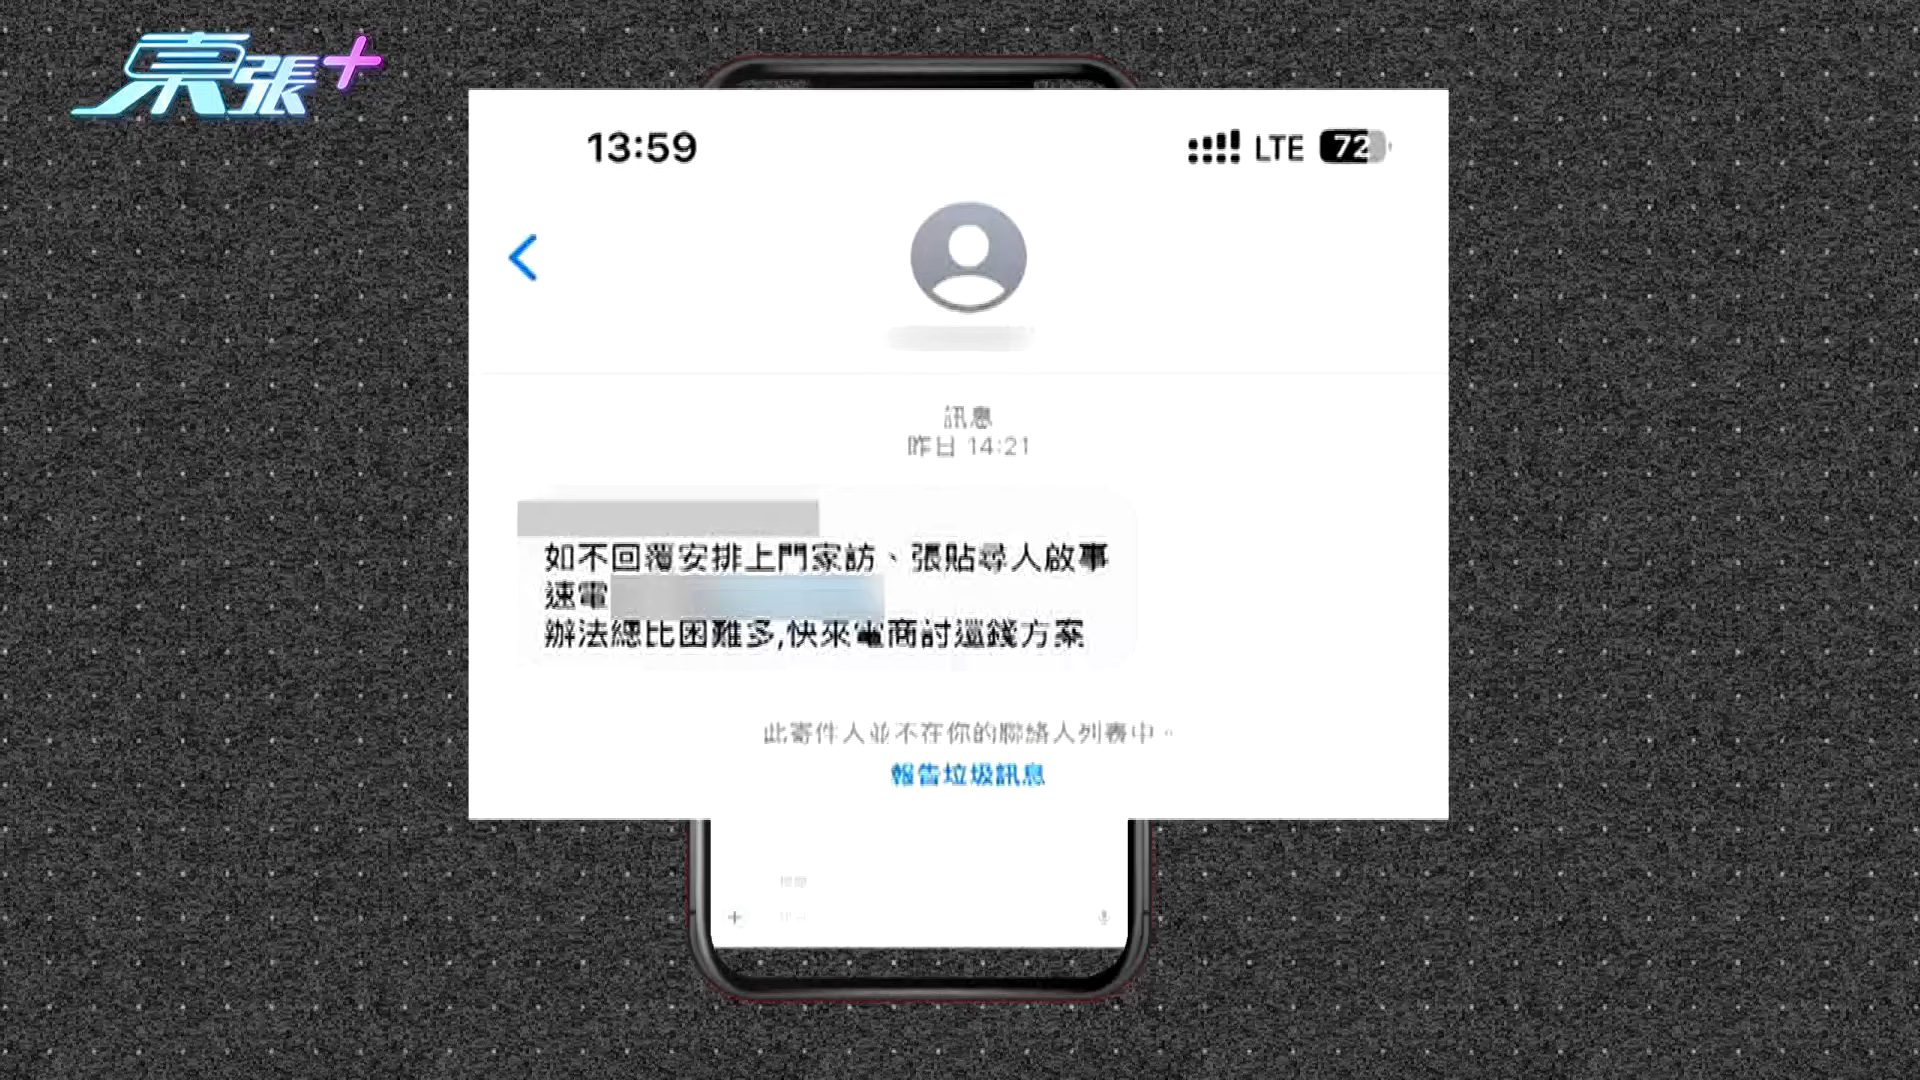 東張+
13:59
LTE 72
訊息
昨日 14:21
如不回覆安排上門家訪、張貼尋人啟事
速電
辦法總比困難多,快來電商討還錢方案
此寄件人並不在你的聯絡人列表中。
報告垃圾訊息